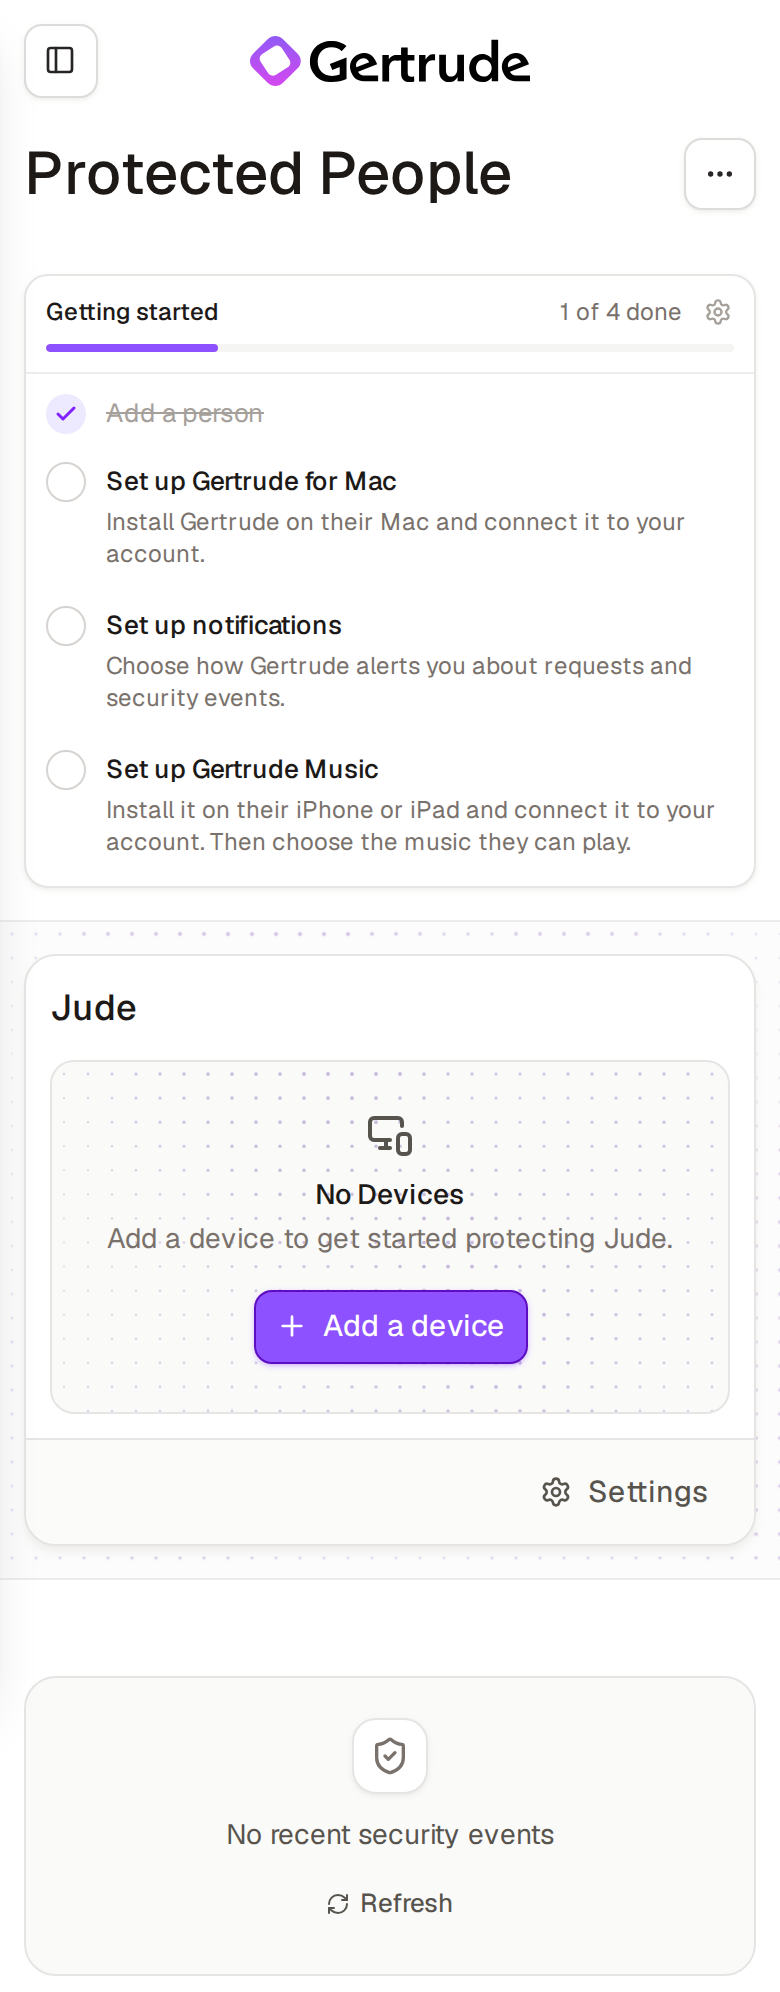 Gertrude
Protected People
Getting started
1 of 4 done
Add a person
Set up Gertrude for Mac
Install Gertrude on their Mac and connect it to your
account.
Set up notifications
Choose how Gertrude alerts you about requests and
security events.
Set up Gertrude Music
Install it on their iPhone or iPad and connect it to your
account. Then choose the music they can play.
Jude
No Devices
Add a device to get started protecting Jude.
Add a device
Settings
No recent security events
Refresh